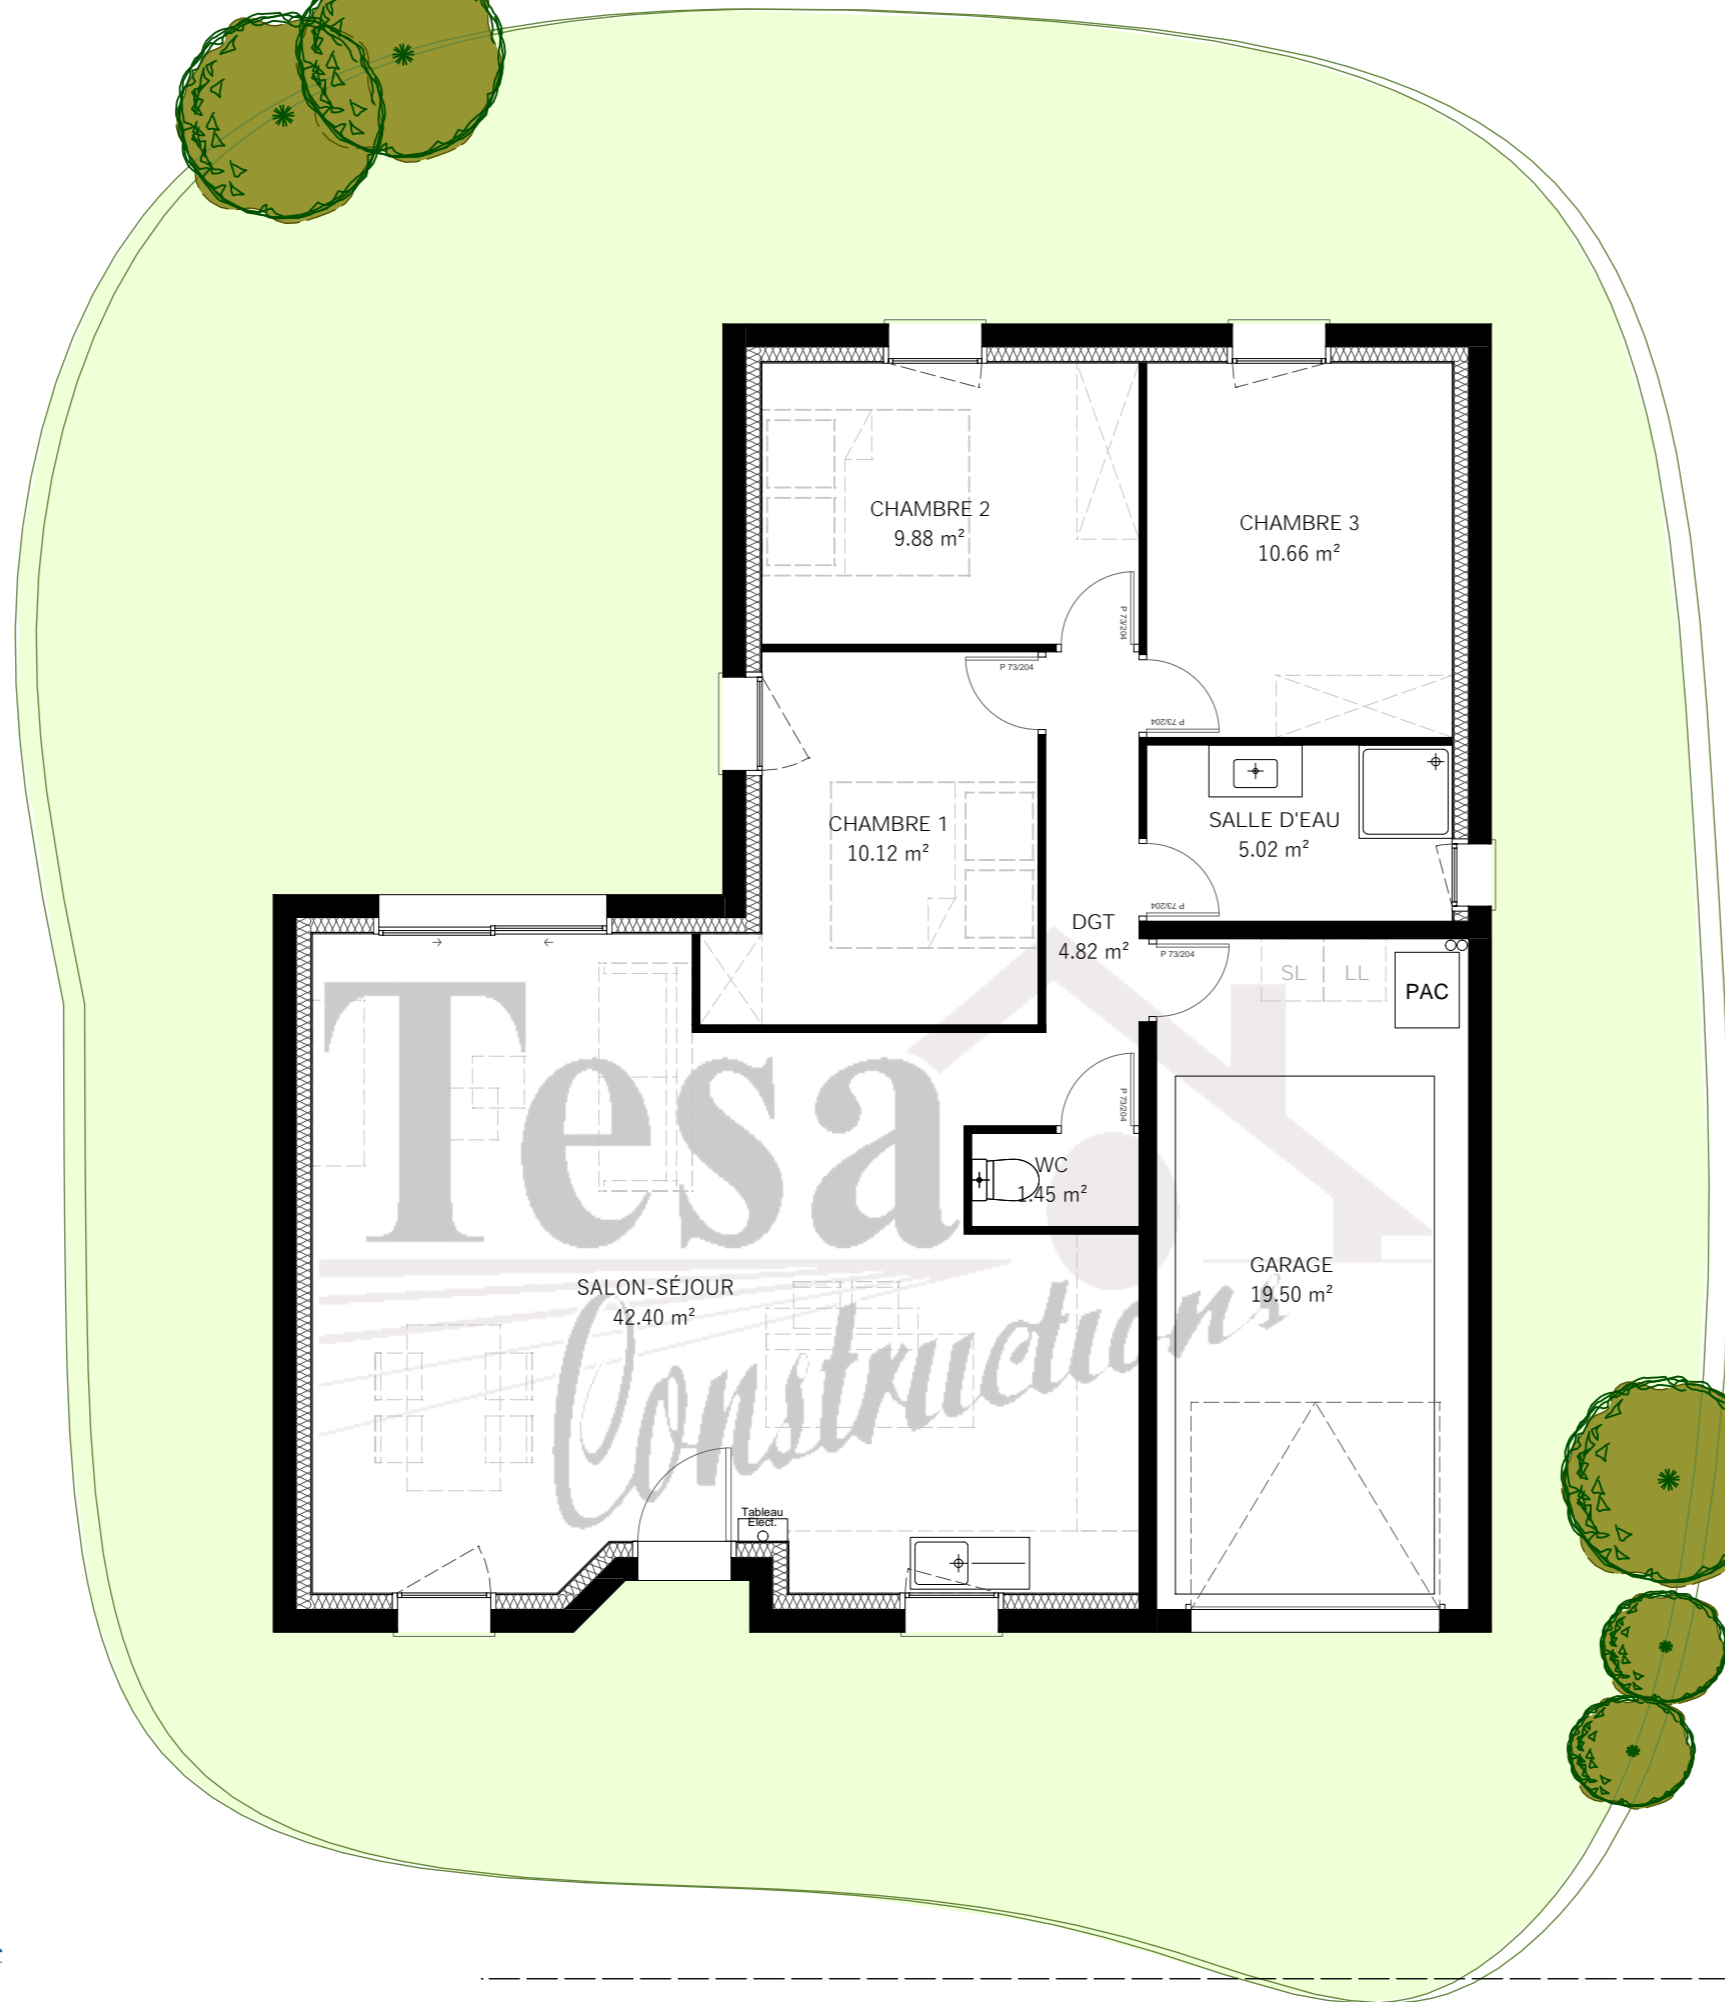 CHAMBRE 2
9.88 m²
CHAMBRE 3
10.66 m²
P 73/204
P 73/204
P 73/204
CHAMBRE 1
10.12 m²
SALLE D'EAU
5.02 m²
P 73/204
DGT
4.82 m²
P 73/204
SL
LL
PAC
Tesa
P 73/204
WC
1.45 m²
GARAGE
19.50 m²
SALON-SÉJOUR
42.40 m²
Constructions
Tableau
Elect.